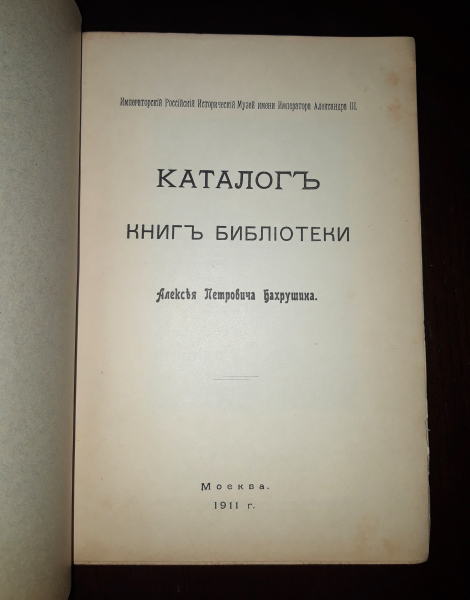 Императорскій Россійскій Историческій Музей имени Императора Александра III.
КАТАЛОГЪ
КНИГЪ БИБЛІОТЕКИ
Алексѣя Петровича Бахрушина.
Москва.
1911 г.